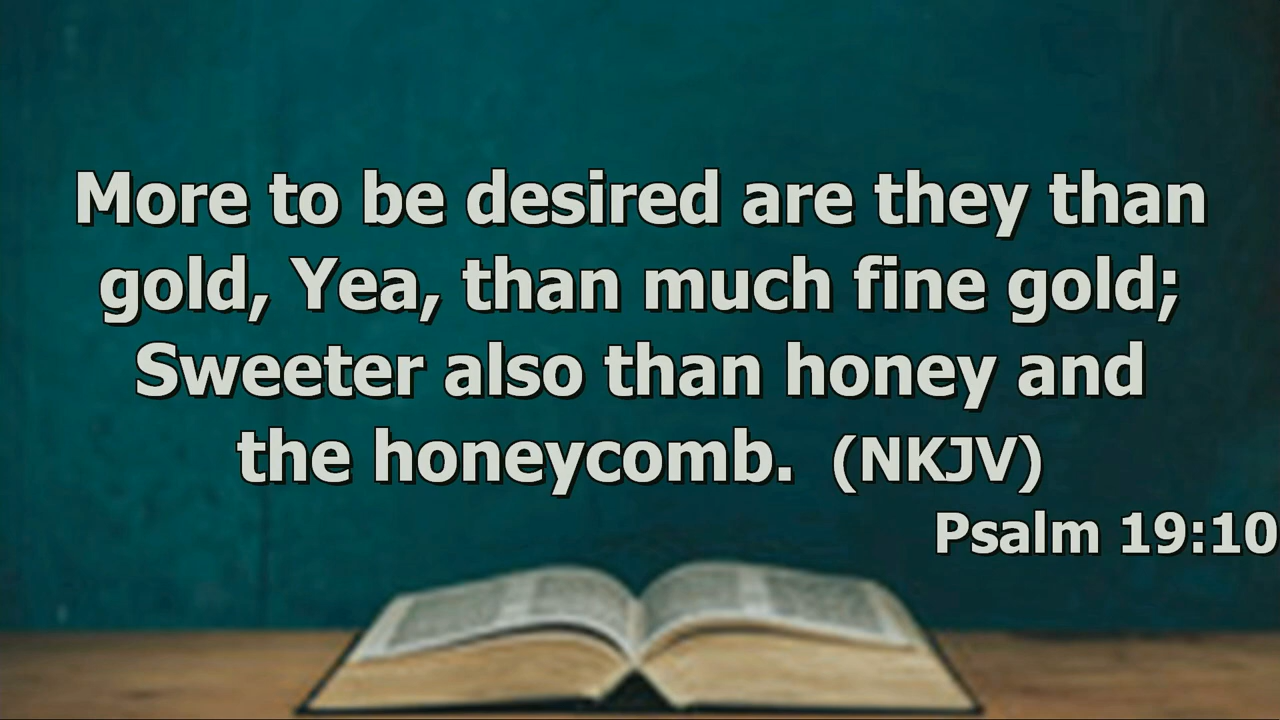 More to be desired are they than
gold, Yea, than much fine gold;
Sweeter also than honey and
the honeycomb. (NKJV)
Psalm 19:10